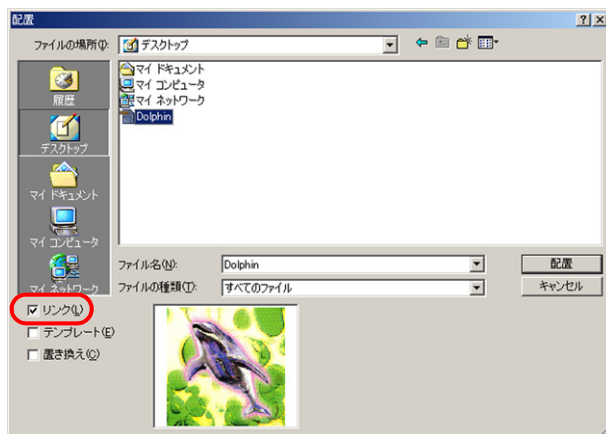 配置
ファイルの場所(I):
デスクトップ
履歴
デスクトップ
マイ ドキュメント
マイ コンピュータ
マイ ネットワーク
マイ ドキュメント
マイ コンピュータ
マイ ネットワーク
Dolphin
ファイル名(N):
Dolphin
配置
ファイルの種類(T):
すべてのファイル
キャンセル
リンク(L)
テンプレート(E)
置き換え(C)